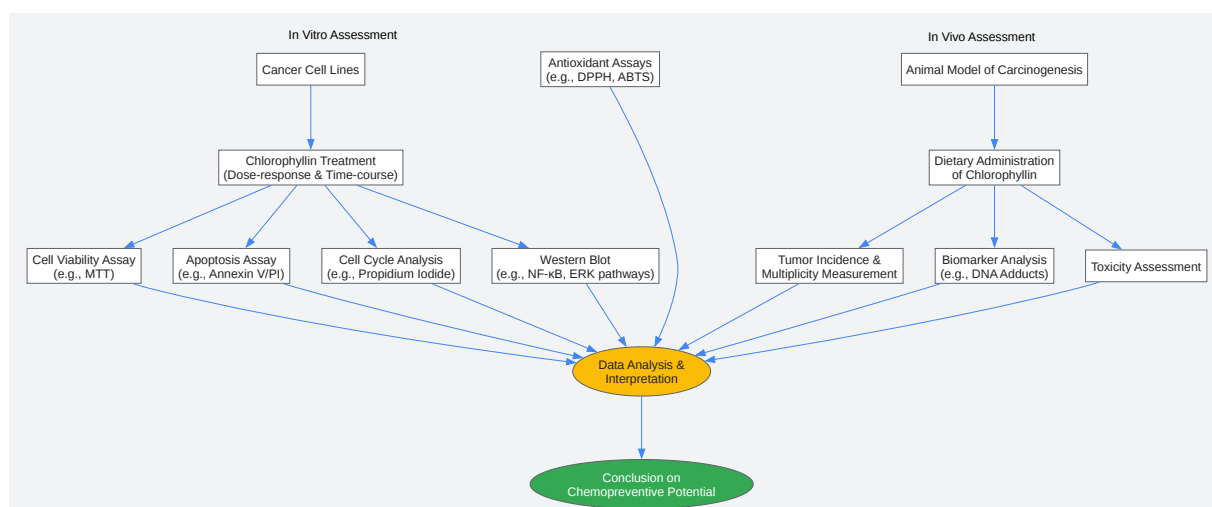 In Vitro Assessment
In Vivo Assessment
Cancer Cell Lines
Antioxidant Assays
(e.g., DPPH, ABTS)
Animal Model of Carcinogenesis
Chlorophyllin Treatment
(Dose-response & Time-course)
Dietary Administration
of Chlorophyllin
Cell Viability Assay
(e.g., MTT)
Apoptosis Assay
(e.g., Annexin V/PI)
Cell Cycle Analysis
(e.g., Propidium Iodide)
Western Blot
(e.g., NF-κB, ERK pathways)
Tumor Incidence &
Multiplicity Measurement
Biomarker Analysis
(e.g., DNA Adducts)
Toxicity Assessment
Data Analysis &
Interpretation
Conclusion on
Chemopreventive Potential